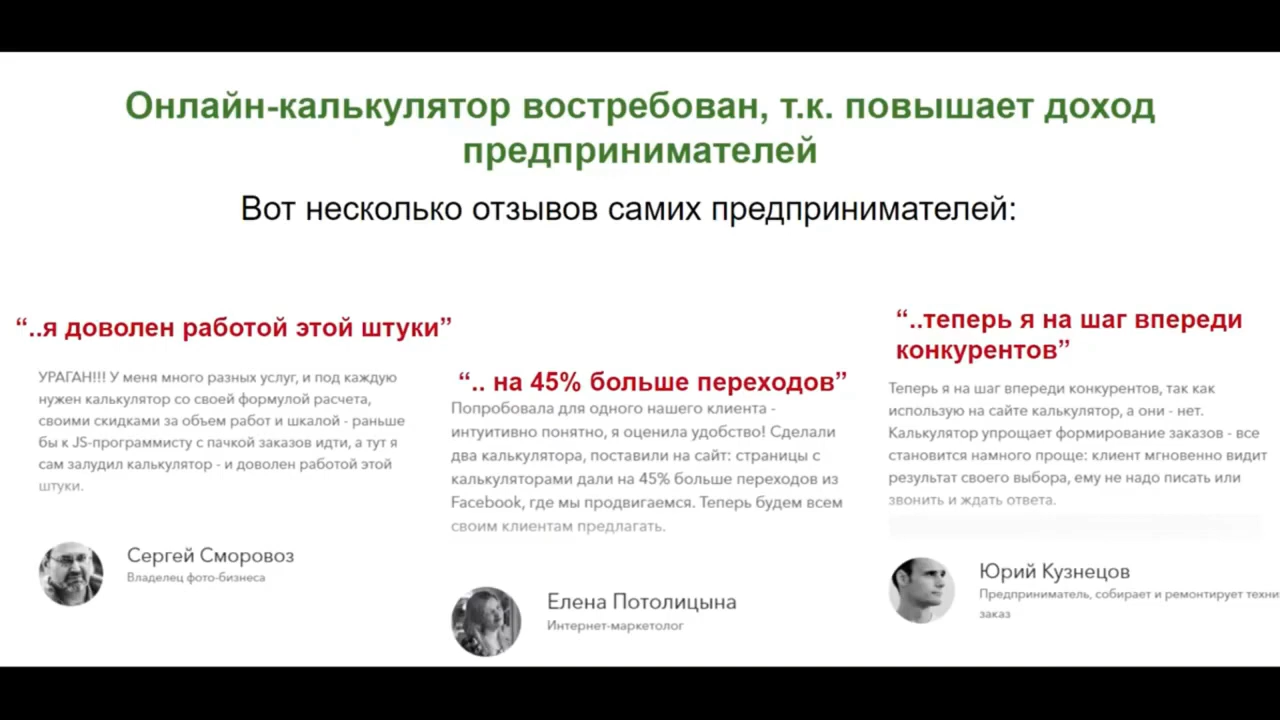 Онлайн-калькулятор востребован, т.к. повышает доход
предпринимателей
Вот несколько отзывов самих предпринимателей:
“..я доволен работой этой штуки”
УРАГАН!!! У меня много разных услуг, и под каждую
нужен калькулятор со своей формулой расчета,
своими скидками за объем работ и шкалой - раньше
бы к JS-программисту с пачкой заказов идти, а тут я
сам залудил калькулятор - и доволен работой этой
штуки.
Сергей Сморовоз
Владелец фото-бизнеса
“.. на 45% больше переходов”
Попробовала для одного нашего клиента -
интуитивно понятно, я оценила удобство! Сделали
два калькулятора, поставили на сайт: страницы с
калькуляторами дали на 45% больше переходов из
Facebook, где мы продвигаемся. Теперь будем всем
своим клиентам предлагать.
Елена Потолицына
Интернет-маркетолог
“..теперь я на шаг впереди
конкурентов”
Теперь я на шаг впереди конкурентов, так как
использую на сайте калькулятор, а они - нет.
Калькулятор упрощает формирование заказов - все
становится намного проще: клиент мгновенно видит
результат своего выбора, ему не надо писать или
звонить и ждать ответа.
Юрий Кузнецов
Предприниматель, собирает и ремонтирует техни
заказ